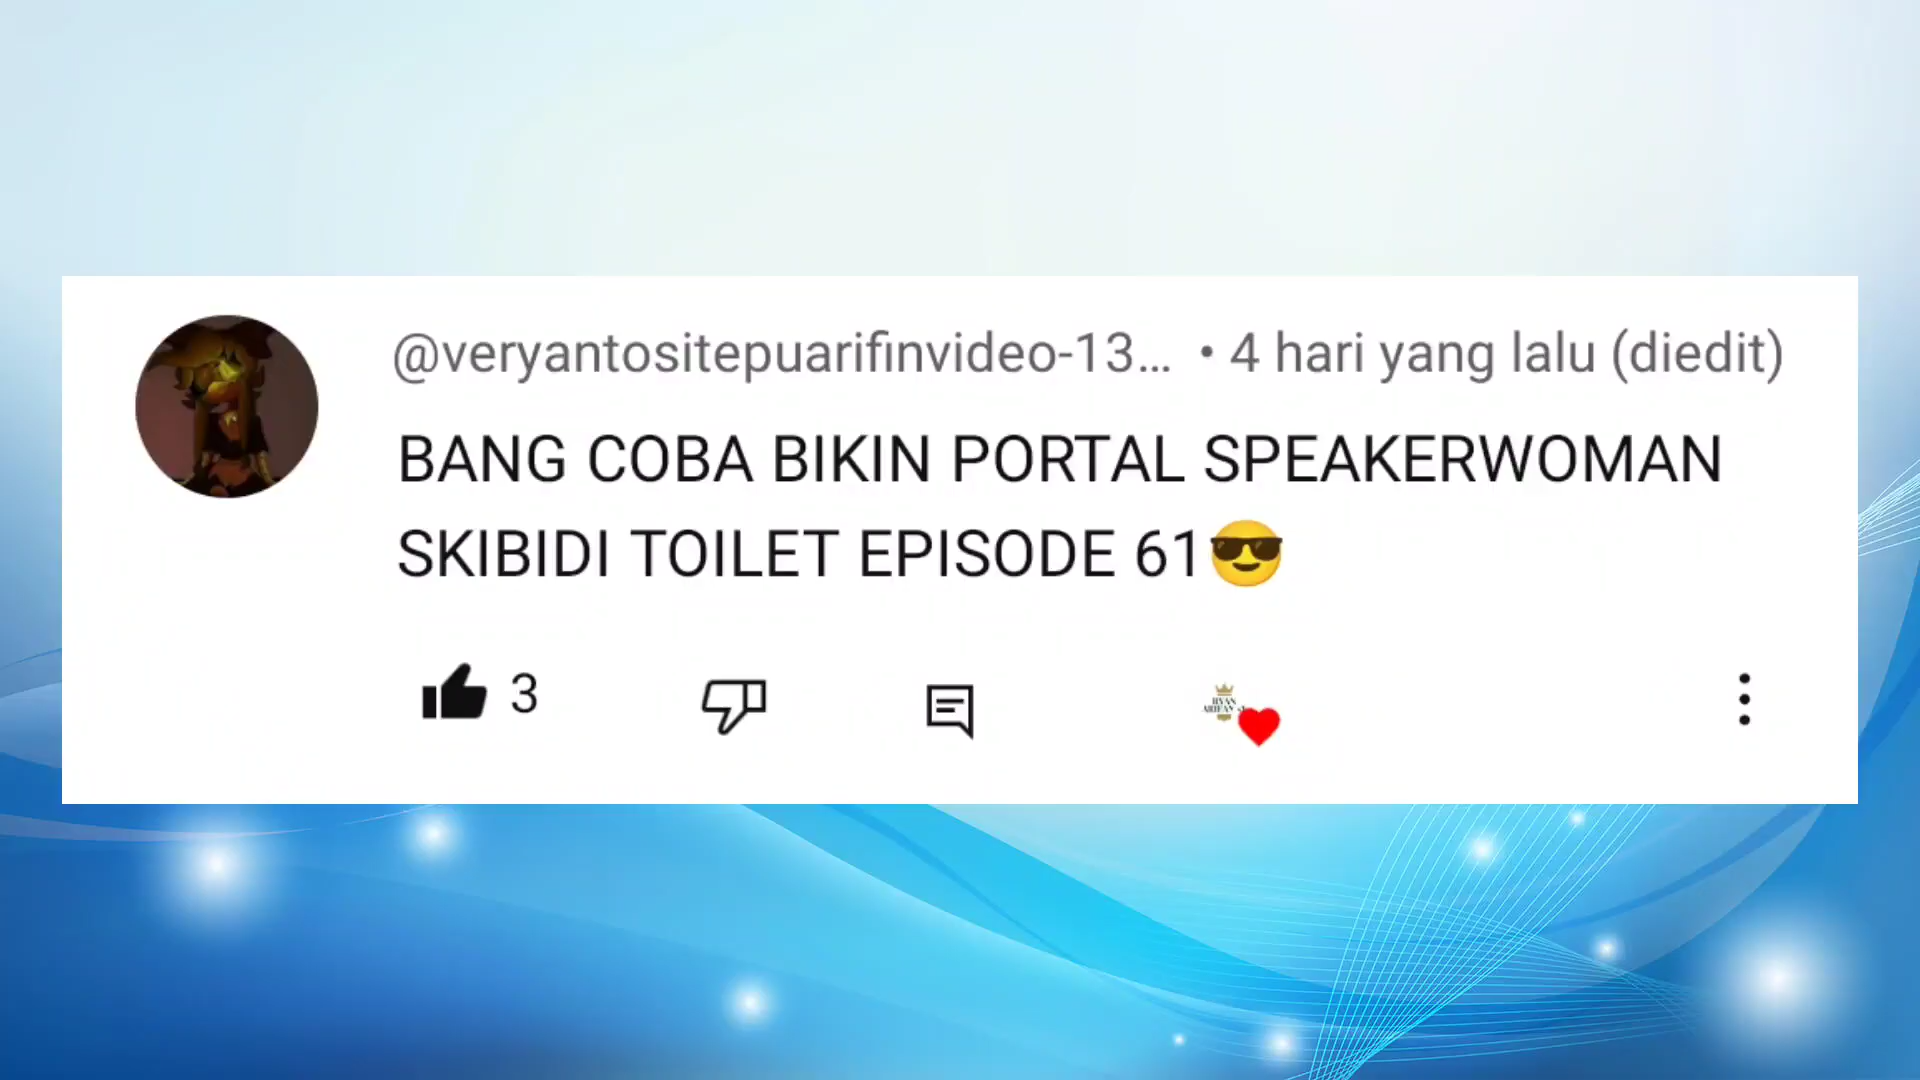 @veryantositepuarifinvideo-13... • 4 hari yang lalu (diedit)
BANG COBA BIKIN PORTAL SPEAKERWOMAN
SKIBIDI TOILET EPISODE 61😎
3